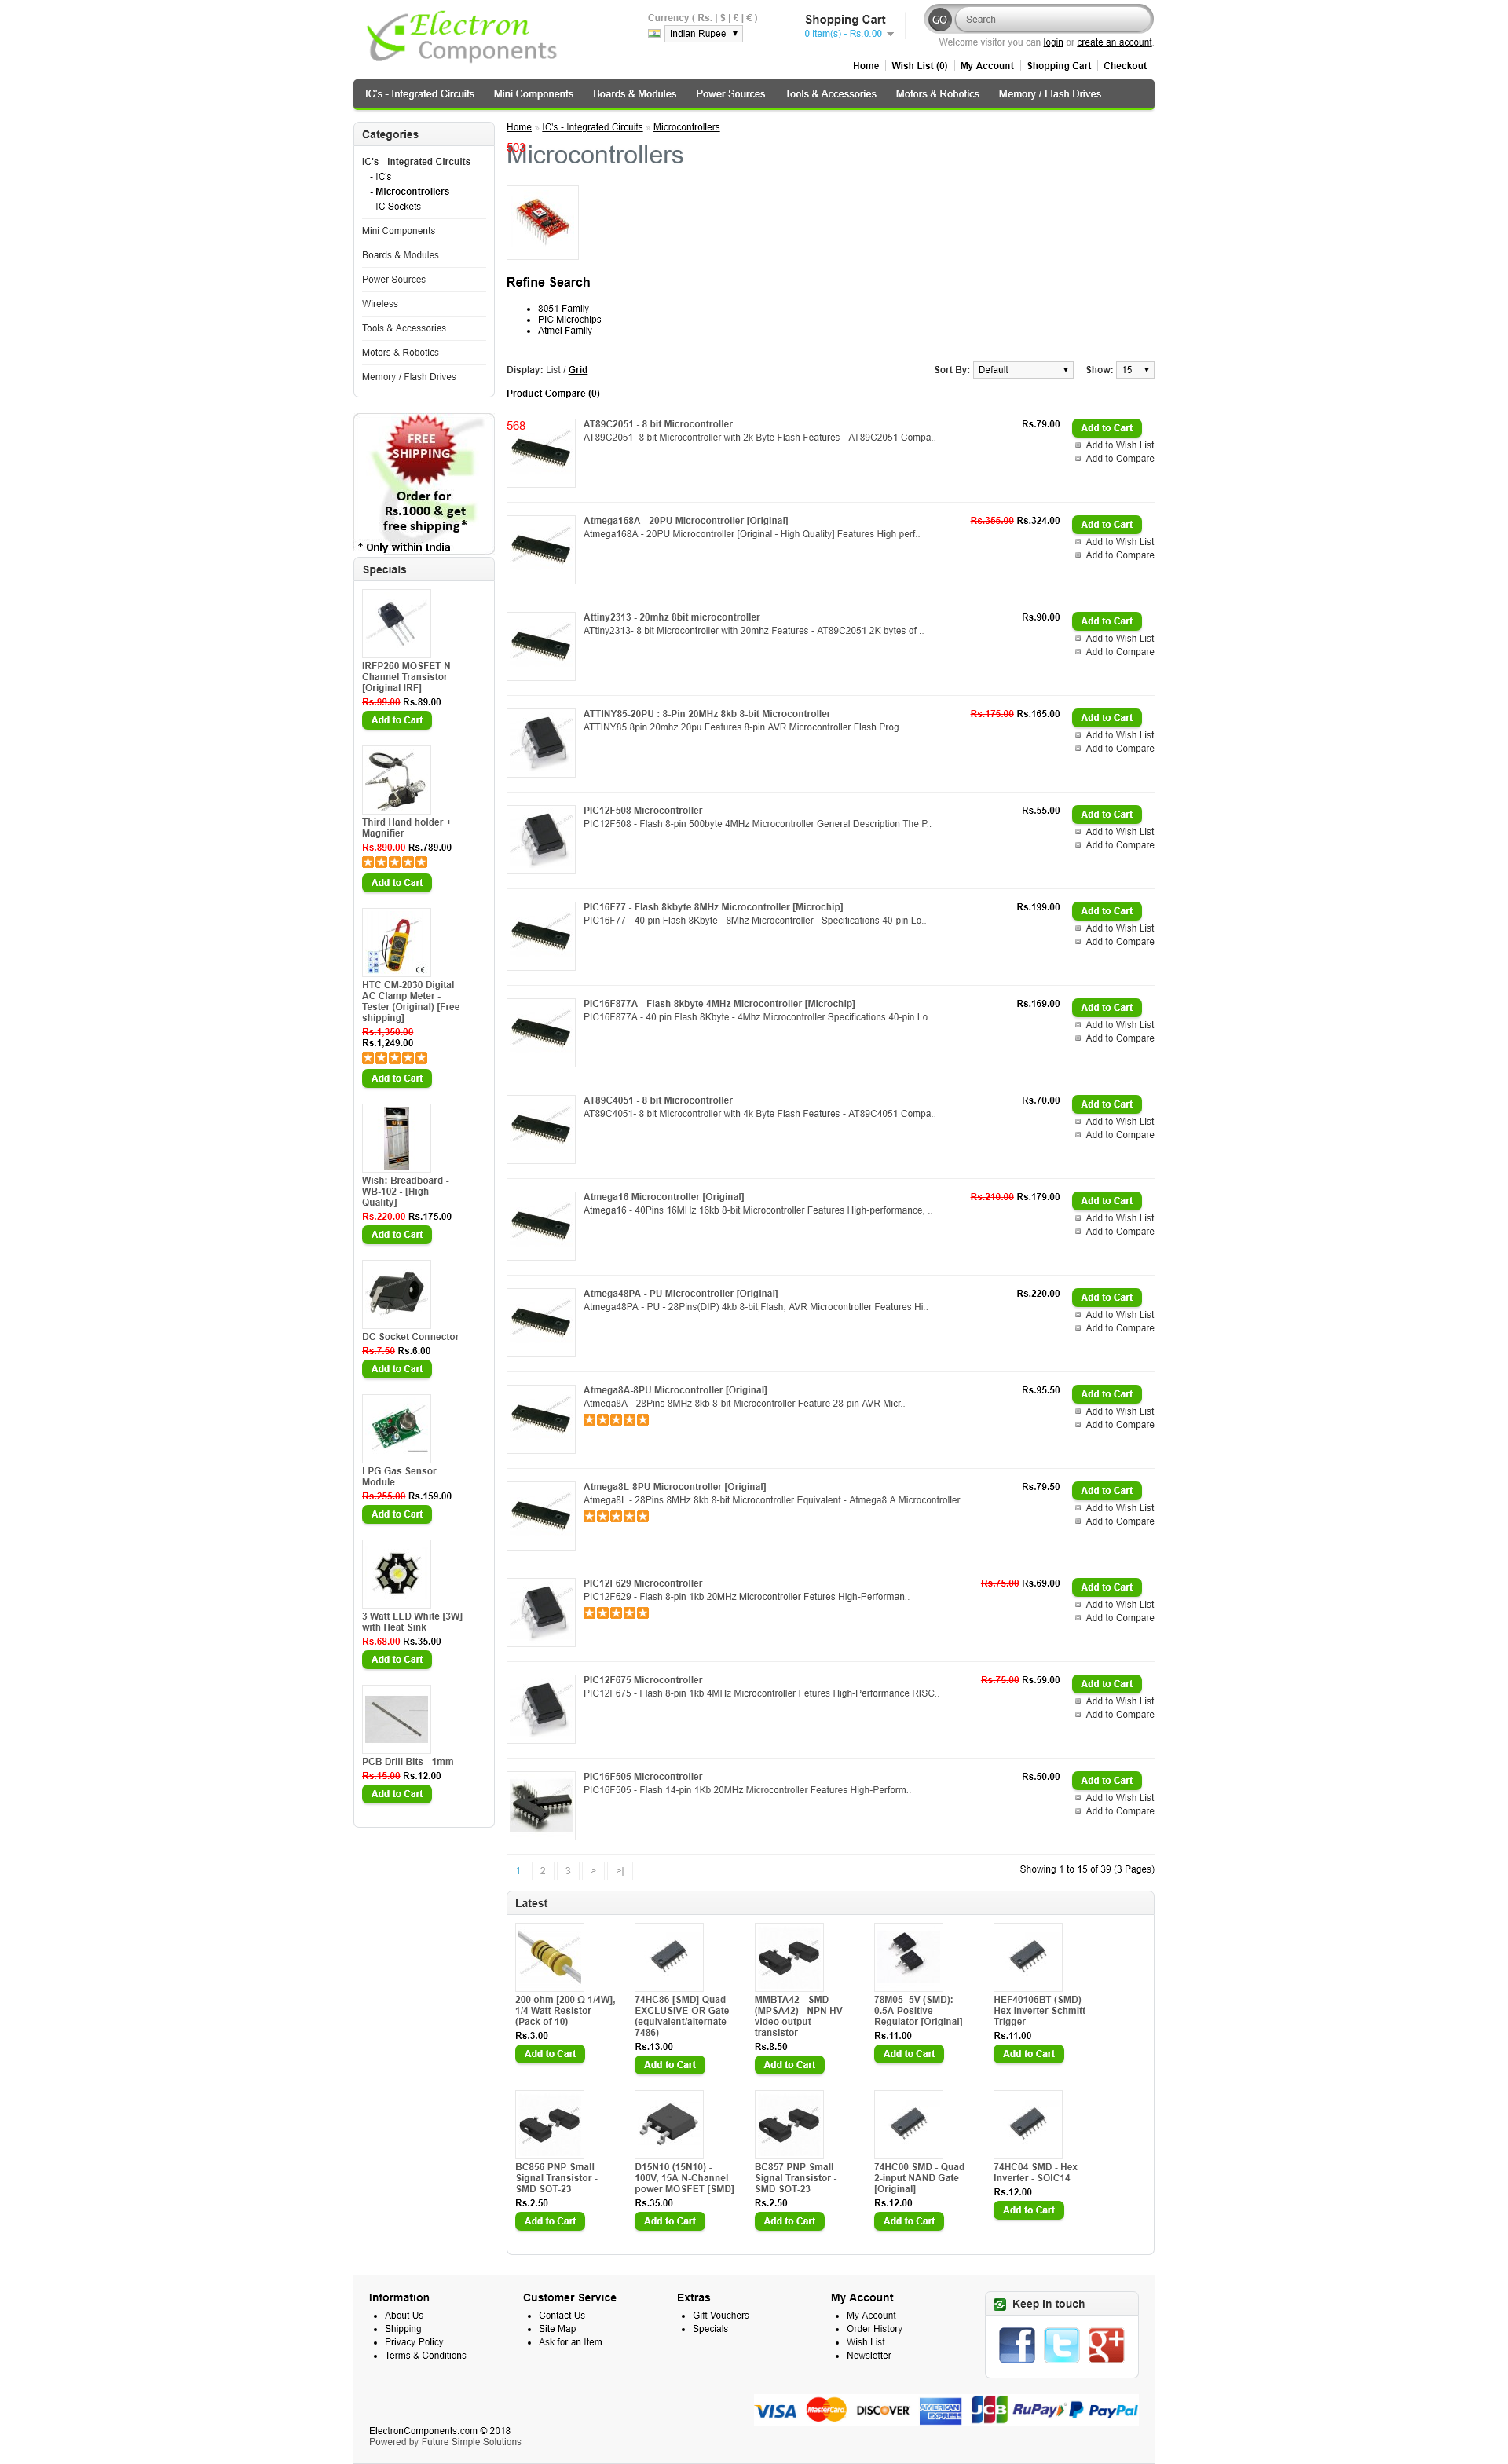 Electron
Components
Currency ( Rs. | $ | £ | € )
Indian Rupee ▼
Shopping Cart
0 item(s) - Rs.0.00
GO
Search
Welcome visitor you can login or create an account.
Home
Wish List (0)
My Account
Shopping Cart
Checkout
IC's - Integrated Circuits
Mini Components
Boards & Modules
Power Sources
Tools & Accessories
Motors & Robotics
Memory / Flash Drives
Categories
IC's - Integrated Circuits
- IC's
- Microcontrollers
- IC Sockets
Mini Components
Boards & Modules
Power Sources
Wireless
Tools & Accessories
Motors & Robotics
Memory / Flash Drives
FREE
SHIPPING
Order for
Rs.1000 & get
free shipping*
* Only within India
Specials
IRFP260 MOSFET N
Channel Transistor
[Original IRF]
Rs.99.00 Rs.89.00
Add to Cart
Third Hand holder +
Magnifier
Rs.890.00 Rs.789.00
Add to Cart
HTC CM-2030 Digital
AC Clamp Meter -
Tester (Original) [Free
shipping]
Rs.1,350.00
Rs.1,249.00
Add to Cart
Wish: Breadboard -
WB-102 - [High
Quality]
Rs.220.00 Rs.175.00
Add to Cart
DC Socket Connector
Rs.7.50 Rs.6.00
Add to Cart
LPG Gas Sensor
Module
Rs.255.00 Rs.159.00
Add to Cart
3 Watt LED White [3W]
with Heat Sink
Rs.68.00 Rs.35.00
Add to Cart
PCB Drill Bits - 1mm
Rs.15.00 Rs.12.00
Add to Cart
Home » IC's - Integrated Circuits » Microcontrollers
Microcontrollers
Refine Search
8051 Family
PIC Microchips
Atmel Family
Display: List / Grid
Sort By: Default ▼
Show: 15 ▼
Product Compare (0)
568
AT89C2051 - 8 bit Microcontroller
AT89C2051- 8 bit Microcontroller with 2k Byte Flash Features - AT89C2051 Compa..
Rs.79.00
Add to Cart
Add to Wish List
Add to Compare
Atmega168A - 20PU Microcontroller [Original]
Atmega168A - 20PU Microcontroller [Original - High Quality] Features High perf..
Rs.355.00 Rs.324.00
Add to Cart
Add to Wish List
Add to Compare
Attiny2313 - 20mhz 8bit microcontroller
ATtiny2313- 8 bit Microcontroller with 20mhz Features - AT89C2051 2K bytes of ..
Rs.90.00
Add to Cart
Add to Wish List
Add to Compare
ATTINY85-20PU : 8-Pin 20MHz 8kb 8-bit Microcontroller
ATTINY85 8pin 20mhz 20pu Features 8-pin AVR Microcontroller Flash Prog..
Rs.175.00 Rs.165.00
Add to Cart
Add to Wish List
Add to Compare
PIC12F508 Microcontroller
PIC12F508 - Flash 8-pin 500byte 4MHz Microcontroller General Description The P..
Rs.55.00
Add to Cart
Add to Wish List
Add to Compare
PIC16F77 - Flash 8kbyte 8MHz Microcontroller [Microchip]
PIC16F77 - 40 pin Flash 8Kbyte - 8Mhz Microcontroller   Specifications 40-pin Lo..
Rs.199.00
Add to Cart
Add to Wish List
Add to Compare
PIC16F877A - Flash 8kbyte 4MHz Microcontroller [Microchip]
PIC16F877A - 40 pin Flash 8Kbyte - 4Mhz Microcontroller Specifications 40-pin Lo..
Rs.169.00
Add to Cart
Add to Wish List
Add to Compare
AT89C4051 - 8 bit Microcontroller
AT89C4051- 8 bit Microcontroller with 4k Byte Flash Features - AT89C4051 Compa..
Rs.70.00
Add to Cart
Add to Wish List
Add to Compare
Atmega16 Microcontroller [Original]
Atmega16 - 40Pins 16MHz 16kb 8-bit Microcontroller Features High-performance, ..
Rs.210.00 Rs.179.00
Add to Cart
Add to Wish List
Add to Compare
Atmega48PA - PU Microcontroller [Original]
Atmega48PA - PU - 28Pins(DIP) 4kb 8-bit,Flash, AVR Microcontroller Features Hi..
Rs.220.00
Add to Cart
Add to Wish List
Add to Compare
Atmega8A-8PU Microcontroller [Original]
Atmega8A - 28Pins 8MHz 8kb 8-bit Microcontroller Feature 28-pin AVR Micr..
Rs.95.50
Add to Cart
Add to Wish List
Add to Compare
Atmega8L-8PU Microcontroller [Original]
Atmega8L - 28Pins 8MHz 8kb 8-bit Microcontroller Equivalent - Atmega8 A Microcontroller ..
Rs.79.50
Add to Cart
Add to Wish List
Add to Compare
PIC12F629 Microcontroller
PIC12F629 - Flash 8-pin 1kb 20MHz Microcontroller Fetures High-Performan..
Rs.75.00 Rs.69.00
Add to Cart
Add to Wish List
Add to Compare
PIC12F675 Microcontroller
PIC12F675 - Flash 8-pin 1kb 4MHz Microcontroller Fetures High-Performance RISC..
Rs.75.00 Rs.59.00
Add to Cart
Add to Wish List
Add to Compare
PIC16F505 Microcontroller
PIC16F505 - Flash 14-pin 1Kb 20MHz Microcontroller Features High-Perform..
Rs.50.00
Add to Cart
Add to Wish List
Add to Compare
1 2 3 > >|
Showing 1 to 15 of 39 (3 Pages)
Latest
200 ohm [200 Ω 1/4W],
1/4 Watt Resistor
(Pack of 10)
Rs.3.00
Add to Cart
74HC86 [SMD] Quad
EXCLUSIVE-OR Gate
(equivalent/alternate -
7486)
Rs.13.00
Add to Cart
MMBTA42 - SMD
(MPSA42) - NPN HV
video output
transistor
Rs.8.50
Add to Cart
78M05- 5V (SMD):
0.5A Positive
Regulator [Original]
Rs.11.00
Add to Cart
HEF40106BT (SMD) -
Hex Inverter Schmitt
Trigger
Rs.11.00
Add to Cart
BC856 PNP Small
Signal Transistor -
SMD SOT-23
Rs.2.50
Add to Cart
D15N10 (15N10) -
100V, 15A N-Channel
power MOSFET [SMD]
Rs.35.00
Add to Cart
BC857 PNP Small
Signal Transistor -
SMD SOT-23
Rs.2.50
Add to Cart
74HC00 SMD - Quad
2-input NAND Gate
[Original]
Rs.12.00
Add to Cart
74HC04 SMD - Hex
Inverter - SOIC14
Rs.12.00
Add to Cart
Information
About Us
Shipping
Privacy Policy
Terms & Conditions
Customer Service
Contact Us
Site Map
Ask for an Item
Extras
Gift Vouchers
Specials
My Account
My Account
Order History
Wish List
Newsletter
Keep in touch
VISA
MasterCard
DISCOVER
AMERICAN EXPRESS
JCB
RuPay
PayPal
ElectronComponents.com © 2018
Powered by Future Simple Solutions